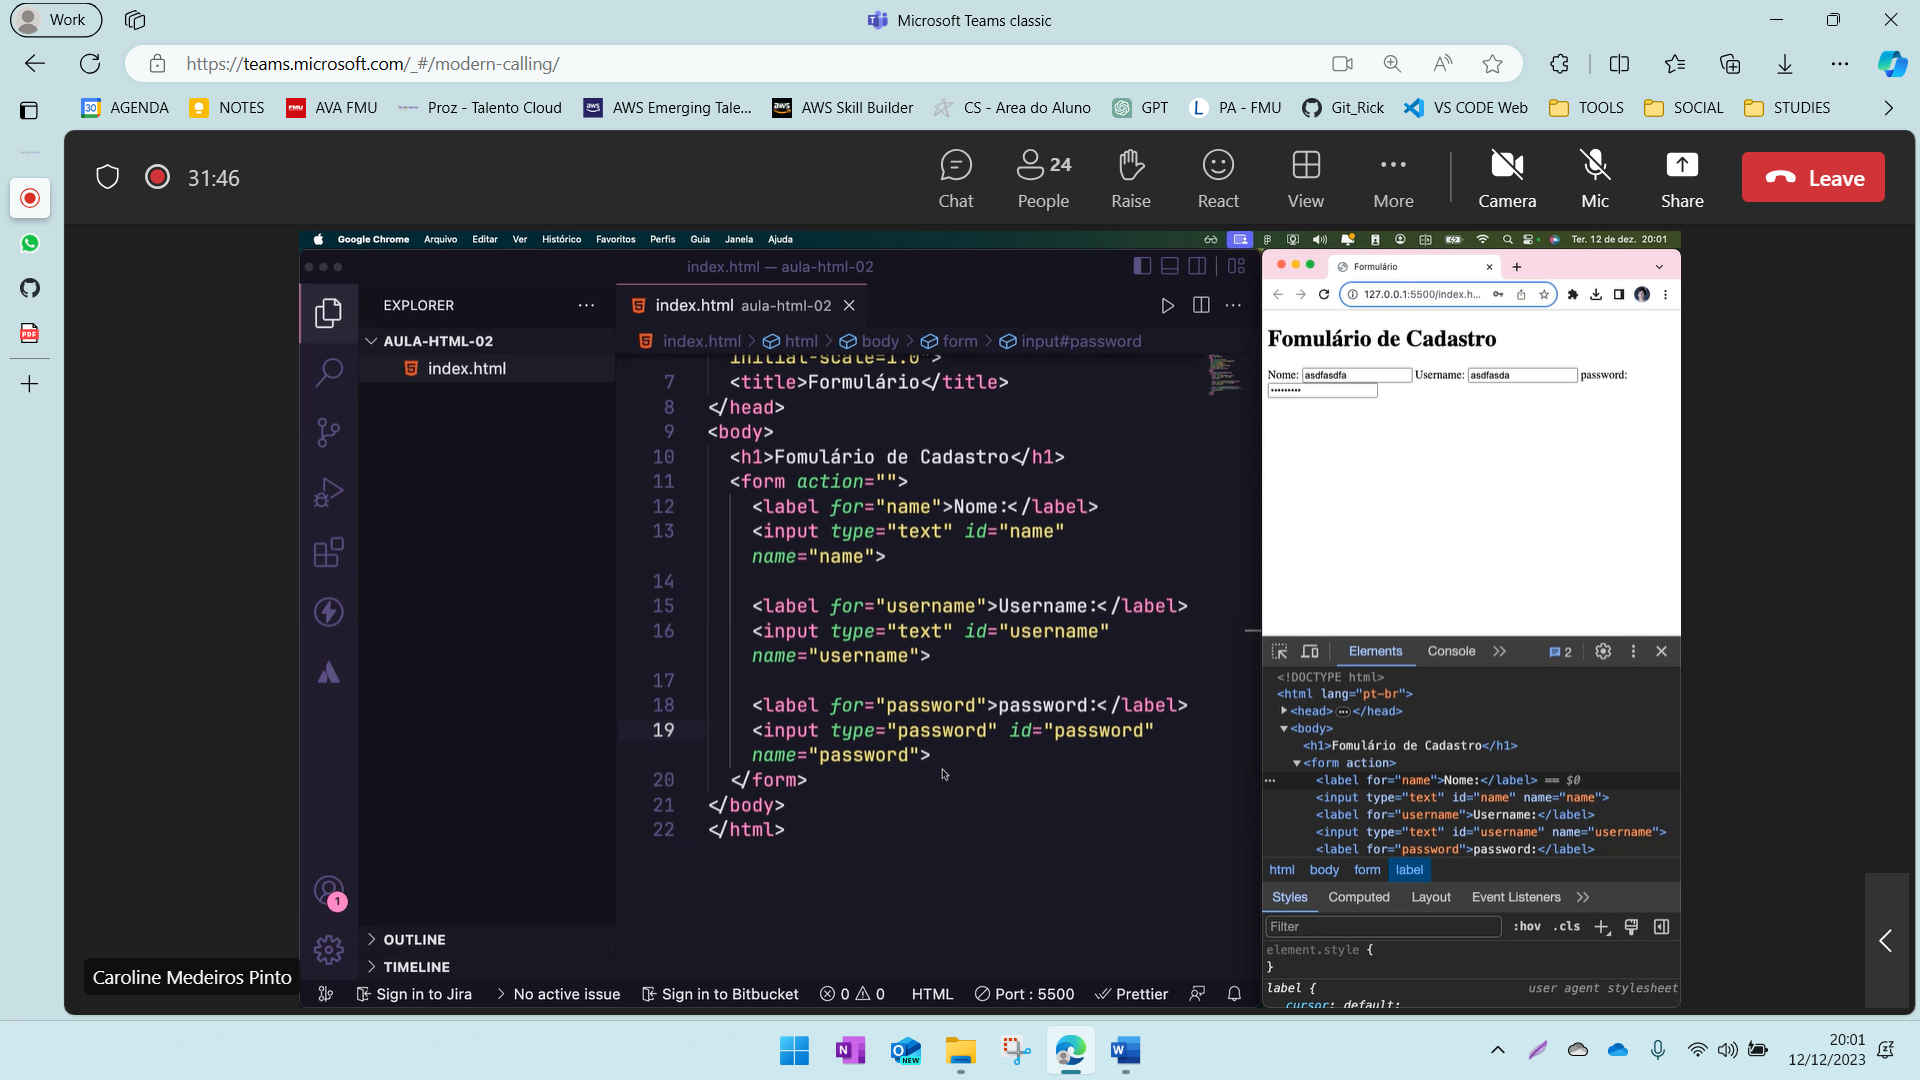 Work
Microsoft Teams classic
https://teams.microsoft.com/_#/modern-calling/
AGENDA NOTES AVA FMU Proz - Talento Cloud AWS Emerging Tale... AWS Skill Builder CS - Area do Aluno GPT PA - FMU Git_Rick VS CODE Web TOOLS SOCIAL STUDIES
31:46
24
Chat People Raise React View More Camera Mic Share Leave
Google Chrome Arquivo Editar Ver Histórico Favoritos Perfis Guia Janela Ajuda
Ter. 12 de dez. 20:01
index.html — aula-html-02
EXPLORER
AULA-HTML-02
index.html
index.html aula-html-02
index.html > html > body > form > input#password
initial-scale=1.0">
7 <title>Formulário</title>
8 </head>
9 <body>
10 <h1>Fomulário de Cadastro</h1>
11 <form action="">
12 <label for="name">Nome:</label>
13 <input type="text" id="name"
name="name">
14
15 <label for="username">Username:</label>
16 <input type="text" id="username"
name="username">
17
18 <label for="password">password:</label>
19 <input type="password" id="password"
name="password">
20 </form>
21 </body>
22 </html>
1
OUTLINE
TIMELINE
Sign in to Jira No active issue Sign in to Bitbucket 0 0 HTML Port : 5500 Prettier
Caroline Medeiros Pinto
Formulário
127.0.0.1:5500/index.h...
Fomulário de Cadastro
Nome: asdfasdfa Username: asdfasda password:
•••••••••
Elements Console 2
<!DOCTYPE html>
<html lang="pt-br">
<head> ••• </head>
<body>
<h1>Fomulário de Cadastro</h1>
<form action>
<label for="name">Nome:</label> == $0
<input type="text" id="name" name="name">
<label for="username">Username:</label>
<input type="text" id="username" name="username">
<label for="password">password:</label>
html body form label
Styles Computed Layout Event Listeners
Filter :hov .cls
element.style {
}
label { user agent stylesheet
cursor: default;
20:01
12/12/2023